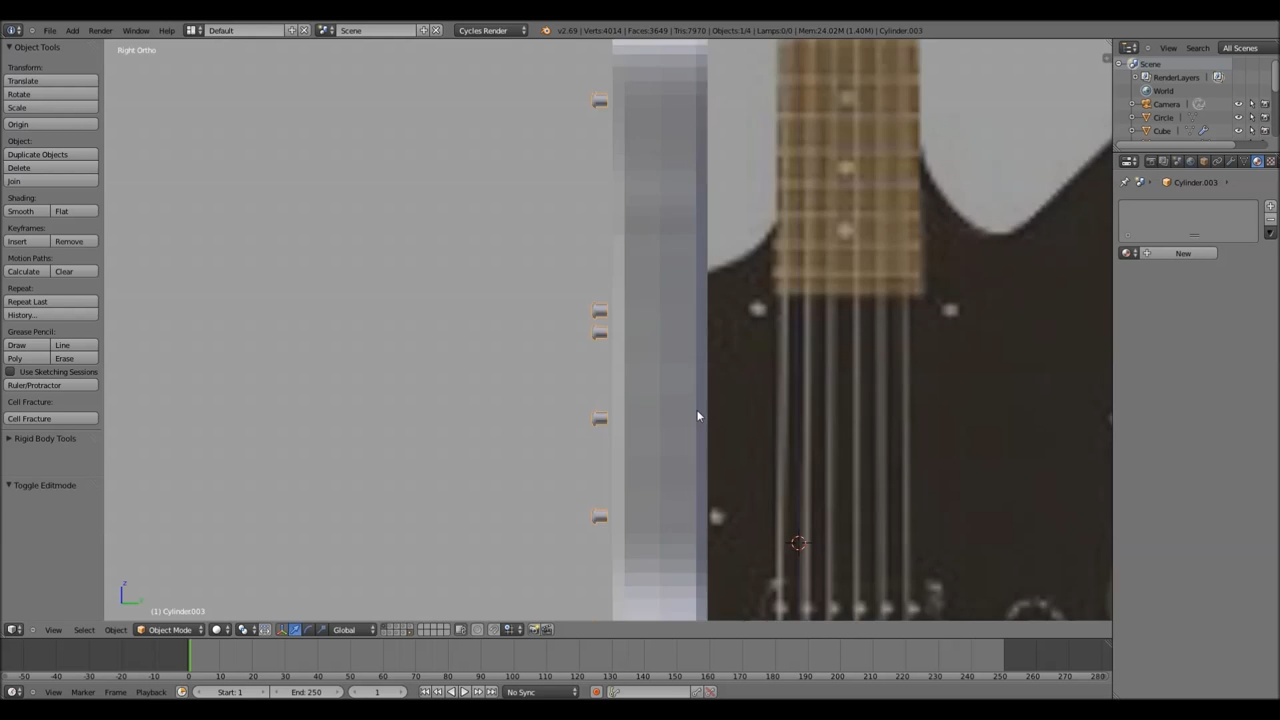 File Add Render Window Help Default Scene Cycles Render v2.69 | Verts:4014 | Faces:3649 | Tris:7970 | Objects:1/4 | Lamps:0/0 | Mem:24.02M (1.40M) | Cylinder.003
Object Tools
Right Ortho
View Search All Scenes
Transform:
Translate
Rotate
Scale
Origin
Object:
Duplicate Objects
Delete
Join
Shading:
Smooth Flat
Keyframes:
Insert Remove
Motion Paths:
Calculate Clear
Repeat:
Repeat Last
History...
Grease Pencil:
Draw Line
Poly Erase
Use Sketching Sessions
Ruler/Protractor
Cell Fracture:
Cell Fracture
Rigid Body Tools
Toggle Editmode
Scene
RenderLayers
World
Camera
Circle
Cube
Cylinder.003
New
z
(1) Cylinder.003
View Select Object Object Mode Global
-50 -40 -30 -20 -10 0 10 20 30 40 50 60 70 80 90 100 110 120 130 140 150 160 170 180 190 200 210 220 230 240 250 260 270 280
View Marker Frame Playback Start: 1 End: 250 1 No Sync